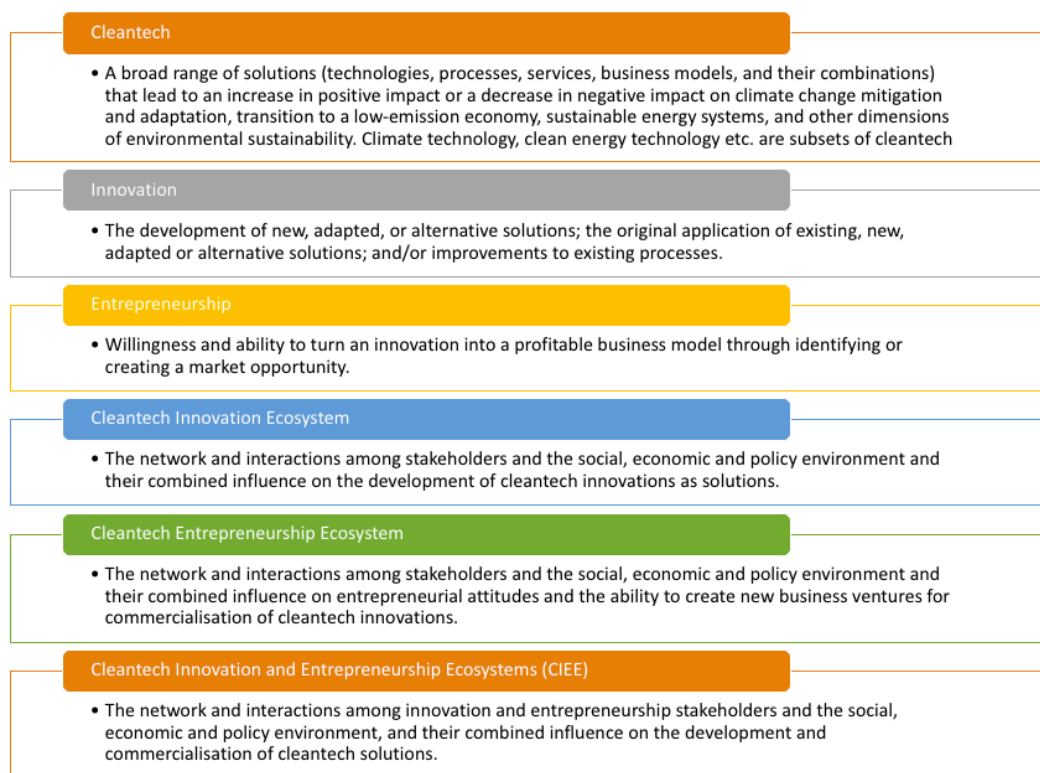 Cleantech
• A broad range of solutions (technologies, processes, services, business models, and their combinations)
that lead to an increase in positive impact or a decrease in negative impact on climate change mitigation
and adaptation, transition to a low-emission economy, sustainable energy systems, and other dimensions
of environmental sustainability. Climate technology, clean energy technology etc. are subsets of cleantech
Innovation
• The development of new, adapted, or alternative solutions; the original application of existing, new,
adapted or alternative solutions; and/or improvements to existing processes.
Entrepreneurship
• Willingness and ability to turn an innovation into a profitable business model through identifying or
creating a market opportunity.
Cleantech Innovation Ecosystem
• The network and interactions among stakeholders and the social, economic and policy environment and
their combined influence on the development of cleantech innovations as solutions.
Cleantech Entrepreneurship Ecosystem
• The network and interactions among stakeholders and the social, economic and policy environment and
their combined influence on entrepreneurial attitudes and the ability to create new business ventures for
commercialisation of cleantech innovations.
Cleantech Innovation and Entrepreneurship Ecosystems (CIEE)
• The network and interactions among innovation and entrepreneurship stakeholders and the social,
economic and policy environment, and their combined influence on the development and
commercialisation of cleantech solutions.